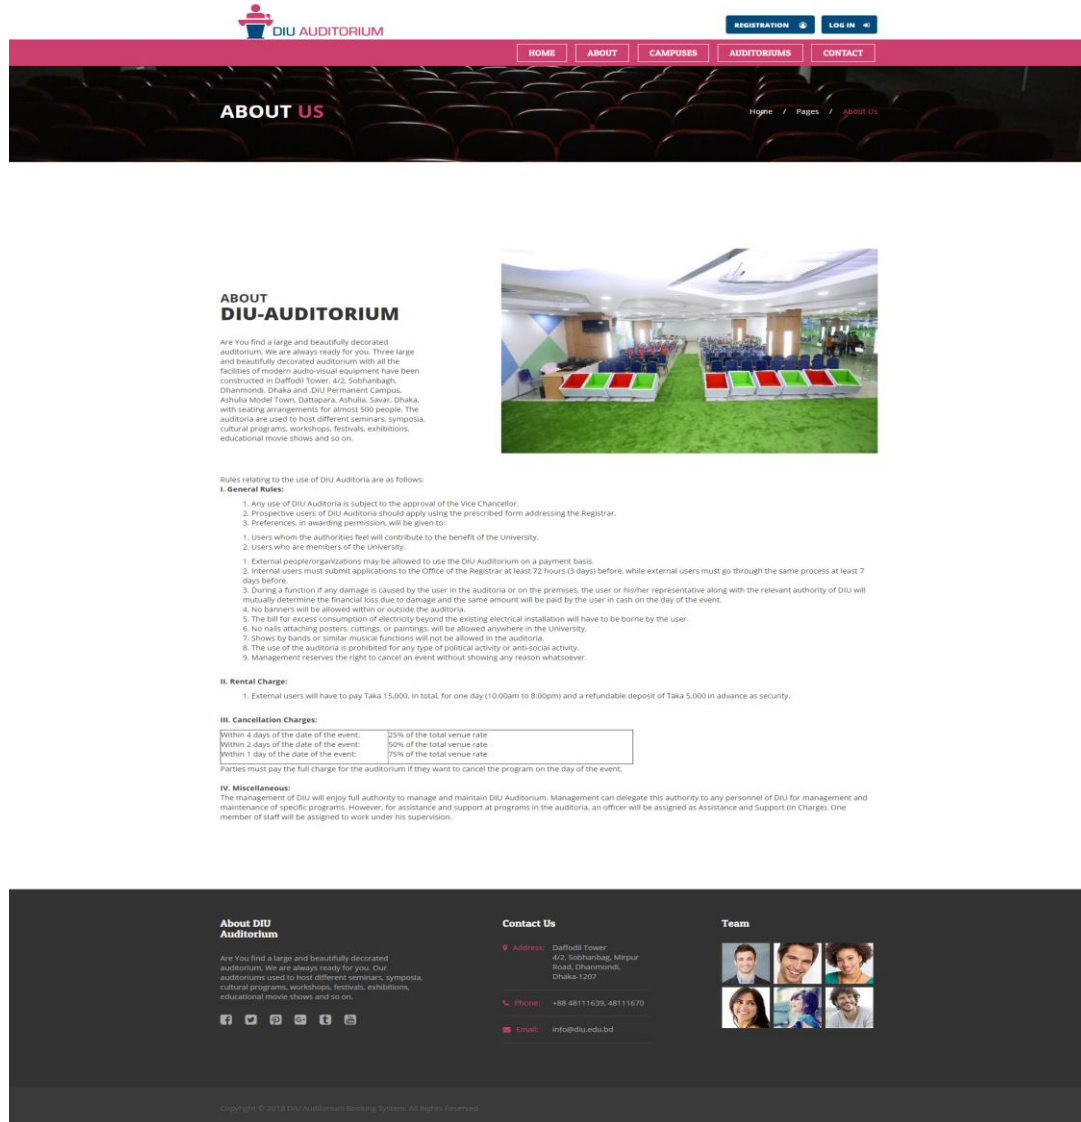 DIU AUDITORIUM
REGISTRATION
LOG IN
HOME
ABOUT
CAMPUSES
AUDITORIUMS
CONTACT
ABOUT US
Home / Pages / About Us
ABOUT
DIU-AUDITORIUM
Are You find a large and beautifully decorated
auditorium. We are always ready for you. Three large
and beautifully decorated auditorium with all the
facilities of modern audio-visual equipment have been
constructed in Daffodil Tower, 4/2, Sobhanbagh,
Dhanmondi, Dhaka and .DIU Permanent Campus,
Ashulia Model Town, Dattapara, Ashulia, Savar, Dhaka,
with seating arrangements for almost 500 people. The
auditoria are used to host different seminars, symposia,
cultural programs, workshops, festivals, exhibitions,
educational movie shows and so on.
Rules relating to the use of DIU Auditoria are as follows:
I. General Rules:
1. Any use of DIU Auditoria is subject to the approval of the Vice Chancellor.
2. Prospective users of DIU Auditoria should apply using the prescribed form addressing the Registrar.
3. Preferences, in awarding permission, will be given to:
1. Users whom the authorities feel will contribute to the benefit of the University.
2. Users who are members of the University.
1. External people/organizations may be allowed to use the DIU Auditorium on a payment basis.
2. Internal users must submit applications to the Office of the Registrar at least 72 hours (3 days) before, while external users must go through the same process at least 7
days before.
3. During a function if any damage is caused by the user in the auditoria or on the premises, the user or his/her representative along with the relevant authority of DIU will
mutually determine the financial loss due to damage and the same amount will be paid by the user in cash on the day of the event.
4. No banners will be allowed within or outside the auditoria.
5. The bill for excess consumption of electricity beyond the existing electrical installation will have to be borne by the user.
6. No nails attaching posters, cuttings, or paintings, will be allowed anywhere in the University.
7. Shows by bands or similar musical functions will not be allowed in the auditoria.
8. The use of the auditoria is prohibited for any type of political activity or anti-social activity.
9. Management reserves the right to cancel an event without showing any reason whatsoever.
II. Rental Charge:
1. External users will have to pay Taka 15,000, in total, for one day (10:00am to 8:00pm) and a refundable deposit of Taka 5,000 in advance as security.
III. Cancellation Charges:
Within 4 days of the date of the event: 25% of the total venue rate
Within 2 days of the date of the event: 50% of the total venue rate
Within 1 day of the date of the event: 75% of the total venue rate
Parties must pay the full charge for the auditorium if they want to cancel the program on the day of the event.
IV. Miscellaneous:
The management of DIU will enjoy full authority to manage and maintain DIU Auditorium. Management can delegate this authority to any personnel of DIU for management and
maintenance of specific programs. However, for assistance and support at programs in the auditoria, an officer will be assigned as Assistance and Support (In Charge). One
member of staff will be assigned to work under his supervision.
About DIU
Auditorium
Are You find a large and beautifully decorated
auditorium, We are always ready for you. Our
auditoriums used to host different seminars, symposia,
cultural programs, workshops, festivals, exhibitions,
educational movie shows and so on.
Contact Us
Address: Daffodil Tower
4/2, Sobhanbag, Mirpur
Road, Dhanmondi,
Dhaka-1207
Phone: +88 48111639, 48111670
Email: info@diu.edu.bd
Team
Copyright © 2018 DIU Auditorium Booking System. All Rights Reserved